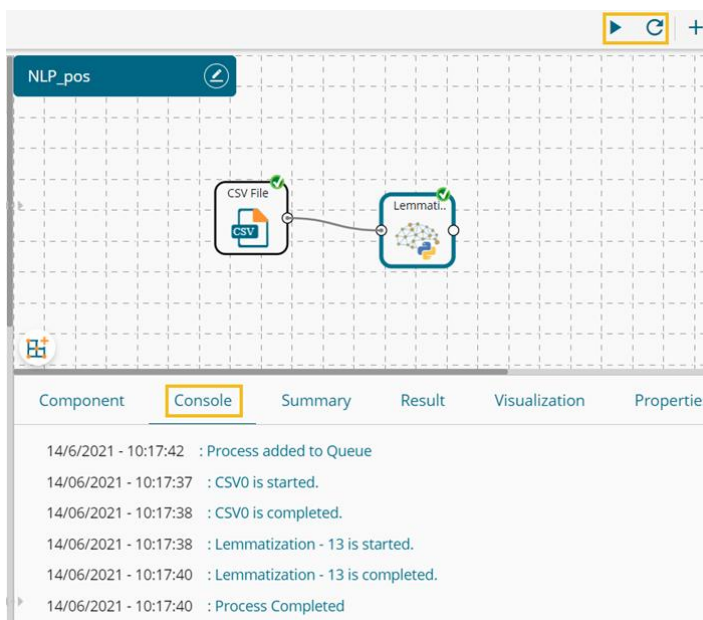 NLP_pos
CSV File
CSV
Lemmati..
Component Console Summary Result Visualization Propertie
14/6/2021 - 10:17:42 : Process added to Queue
14/06/2021 - 10:17:37 : CSV0 is started.
14/06/2021 - 10:17:38 : CSV0 is completed.
14/06/2021 - 10:17:38 : Lemmatization - 13 is started.
14/06/2021 - 10:17:40 : Lemmatization - 13 is completed.
14/06/2021 - 10:17:40 : Process Completed